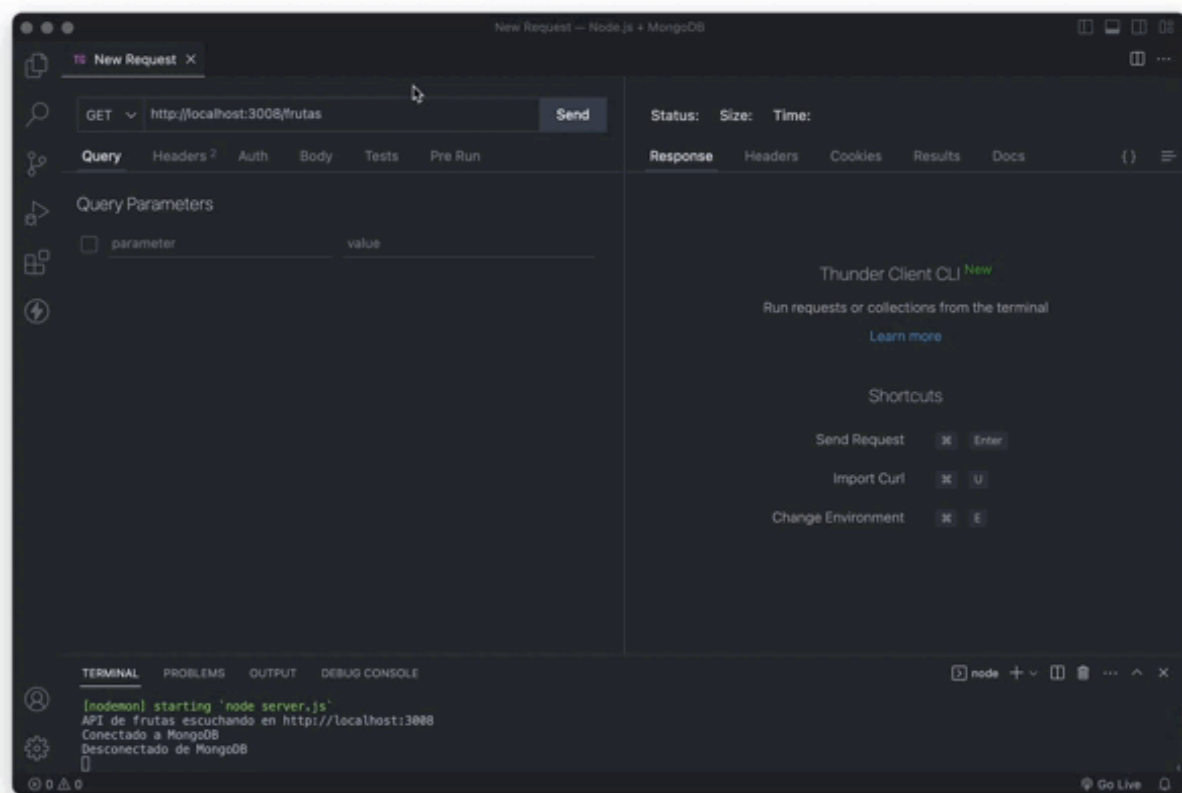 New Request — Node.js + MongoDB
TC New Request
GET http://localhost:3008/frutas Send
Query Headers 2 Auth Body Tests Pre Run
Query Parameters
parameter value
Status: Size: Time:
Response Headers Cookies Results Docs {}
Thunder Client CLI New
Run requests or collections from the terminal
Learn more
Shortcuts
Send Request ⌘ Enter
Import Curl ⌘ U
Change Environment ⌘ E
TERMINAL PROBLEMS OUTPUT DEBUG CONSOLE node
[nodemon] starting `node server.js`
API de frutas escuchando en http://localhost:3008
Conectado a MongoDB
Desconectado de MongoDB
0 0 Go Live